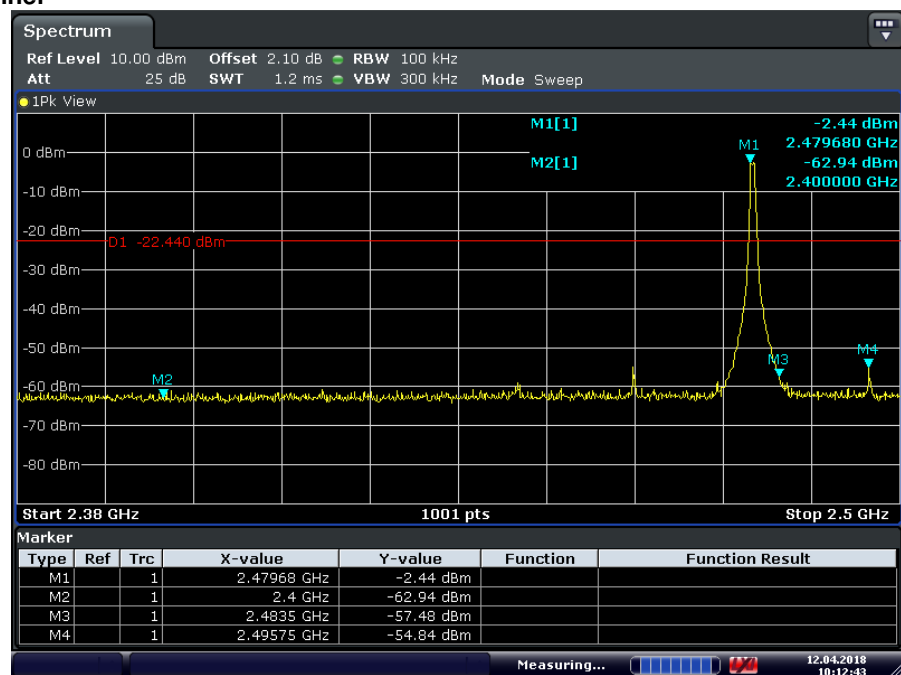 Spectrum
Ref Level 10.00 dBm Offset 2.10 dB RBW 100 kHz
Att 25 dB SWT 1.2 ms VBW 300 kHz Mode Sweep
1Pk View
M1[1] -2.44 dBm
2.479680 GHz
M2[1] -62.94 dBm
2.400000 GHz
M1
0 dBm
-10 dBm
-20 dBm
D1 -22.440 dBm
-30 dBm
-40 dBm
-50 dBm
M3
M4
-60 dBm
M2
-70 dBm
-80 dBm
Start 2.38 GHz 1001 pts Stop 2.5 GHz
Marker
Type Ref Trc X-value Y-value Function Function Result
M1 1 2.47968 GHz -2.44 dBm
M2 1 2.4 GHz -62.94 dBm
M3 1 2.4835 GHz -57.48 dBm
M4 1 2.49575 GHz -54.84 dBm
Measuring... 12.04.2018
10:12:43